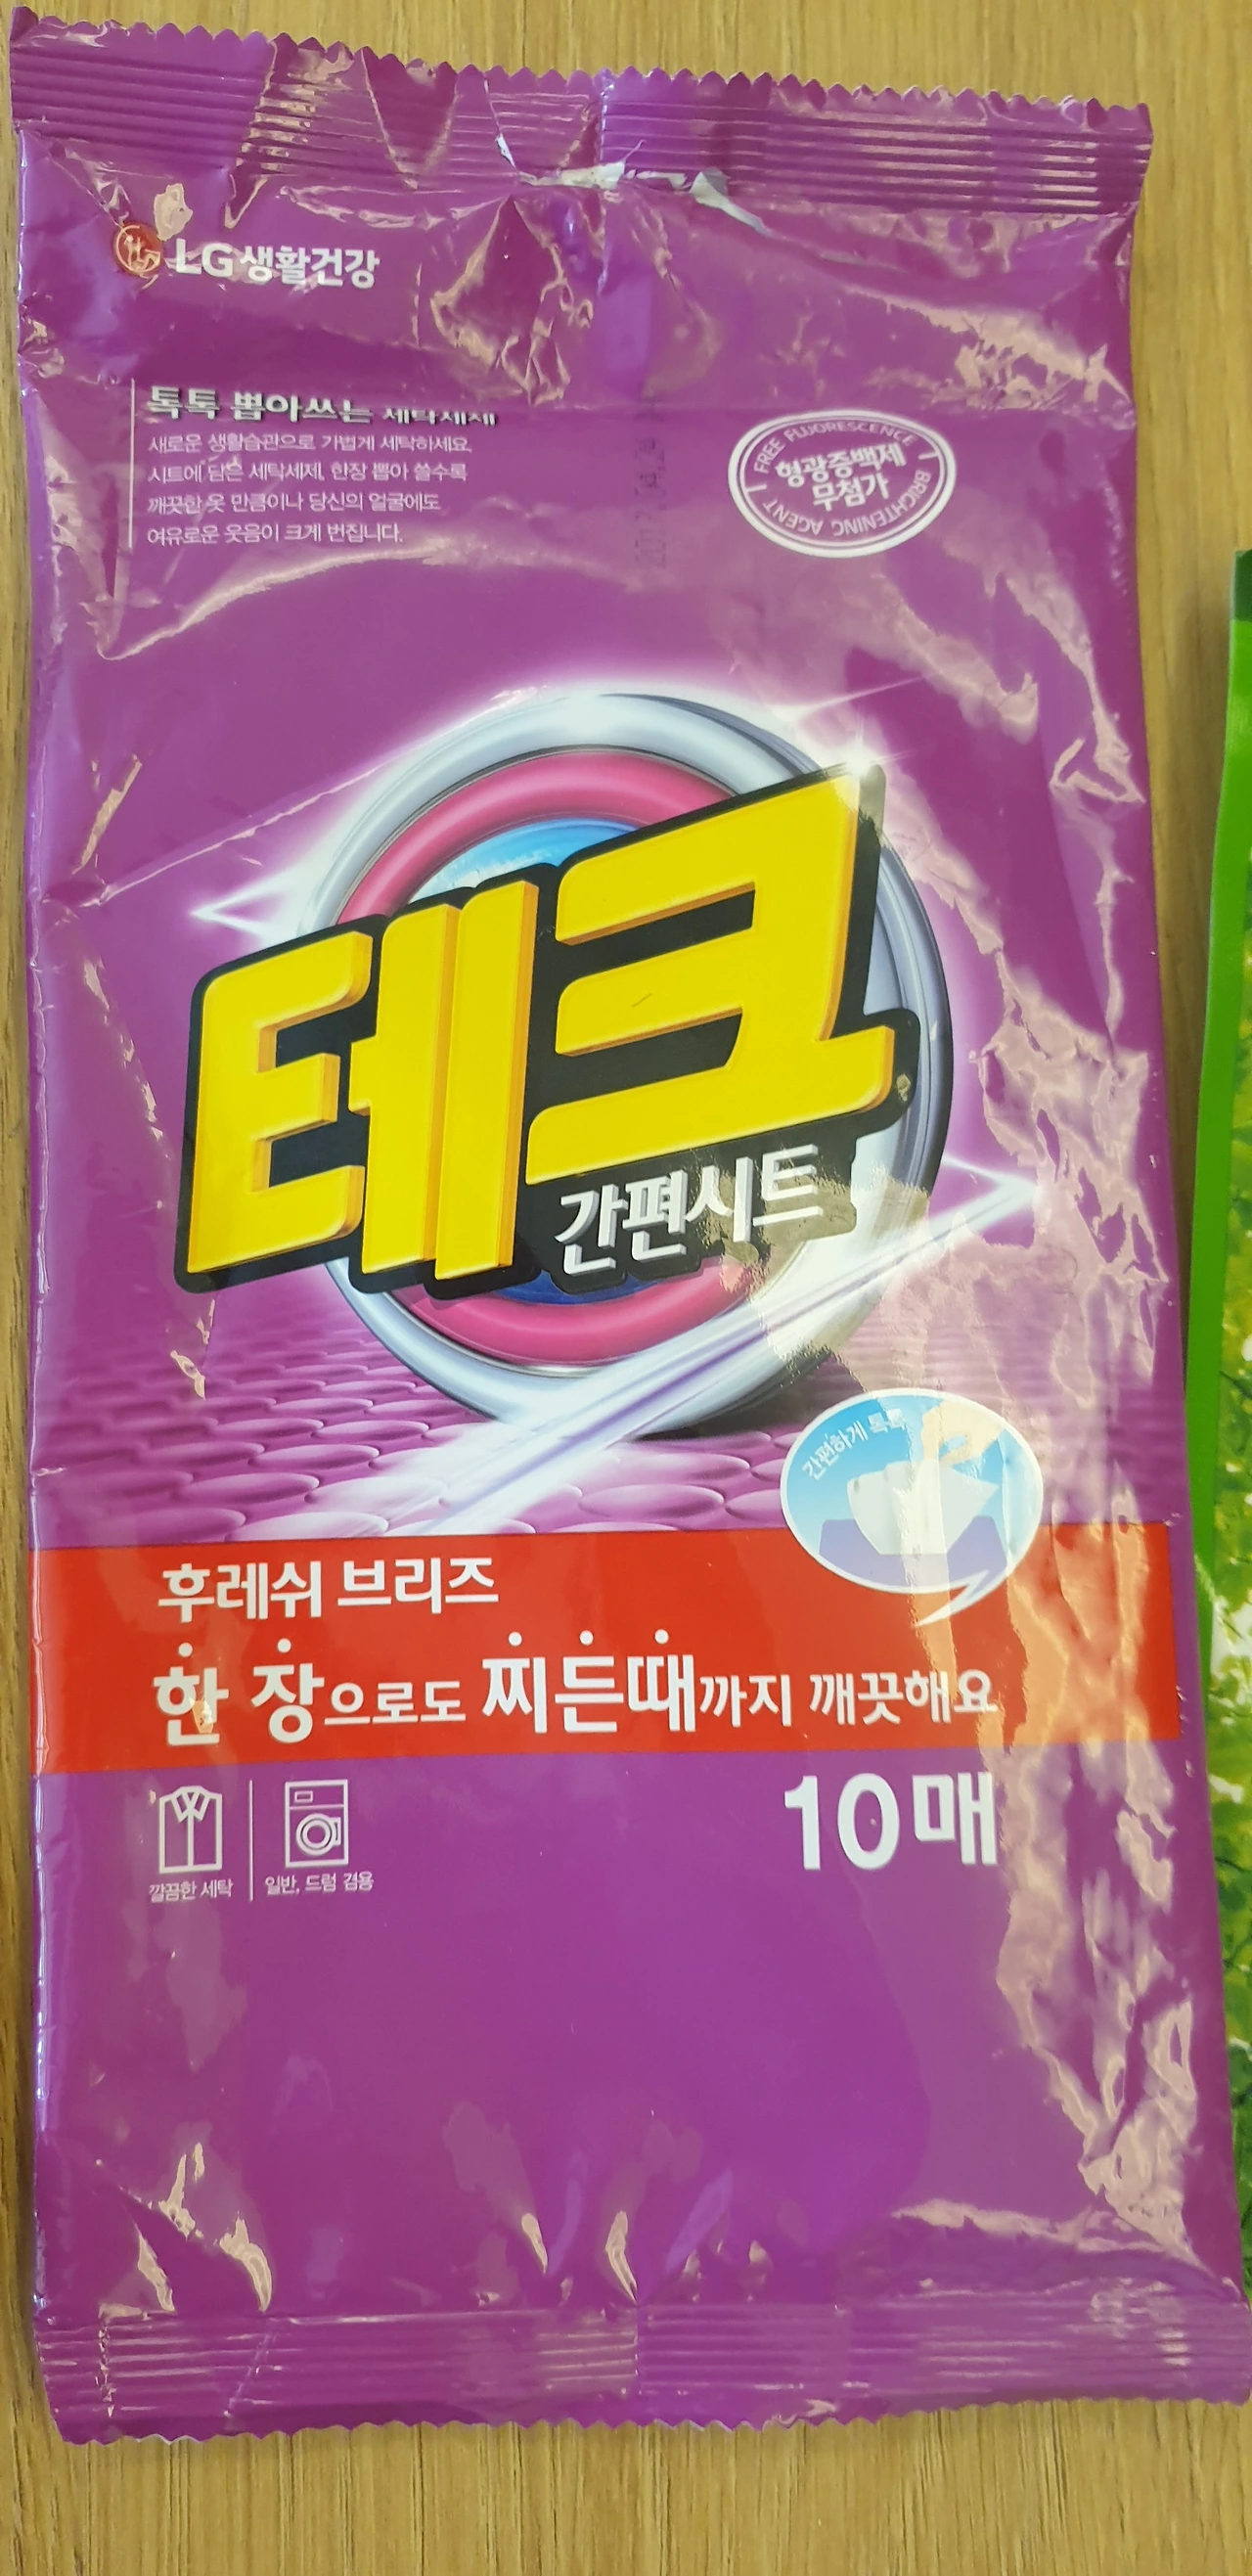 LG생활건강
톡톡 뽑아쓰는 세탁세제
새로운 생활습관으로 가볍게 세탁하세요.
시트에 담은 세탁세제, 한장 뽑아 쓸수록
깨끗한 옷 만큼이나 당신의 얼굴에도
여유로운 웃음이 크게 번집니다.
FREE FLUORESCENCE
형광증백제
무첨가
BRIGHTENING AGENT
테크
간편시트
간편하게 톡톡
후레쉬 브리즈
한 장으로도 찌든때까지 깨끗해요
10매
깔끔한 세탁
일반, 드럼 겸용